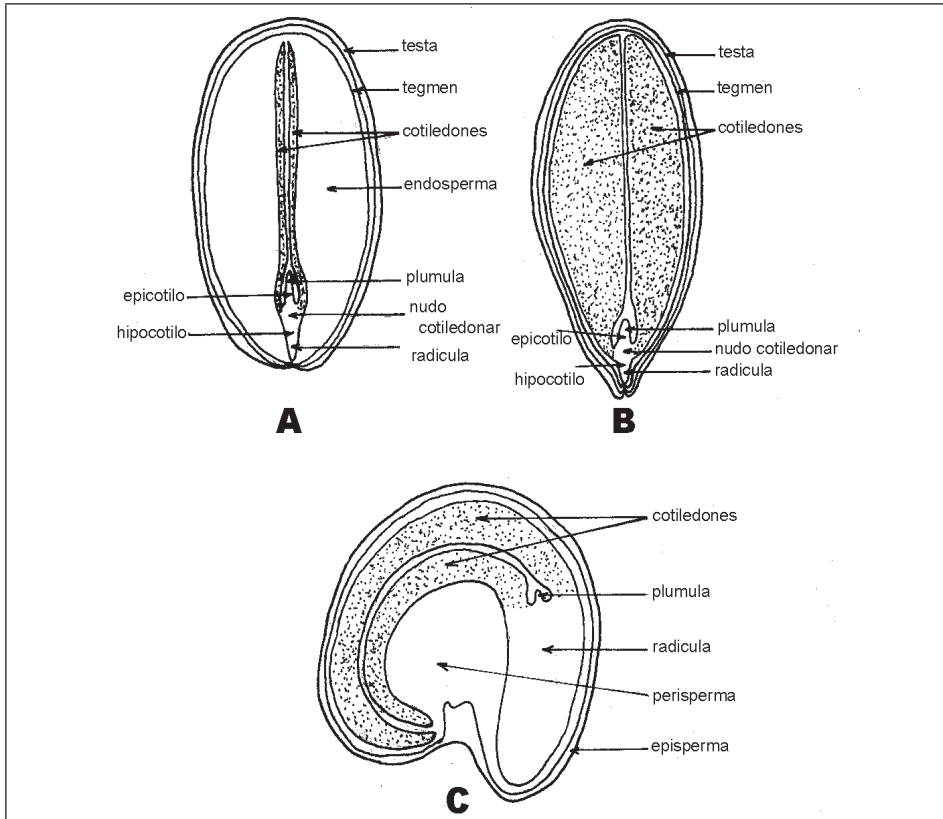 testa
tegmen
cotiledones
endosperma
plumula
epicotilo
nudo
cotiledonar
hipocotilo
radicula
A
testa
tegmen
cotiledones
plumula
epicotilo
nudo cotiledonar
hipocotilo
radicula
B
cotiledones
plumula
radicula
perisperma
episperma
C